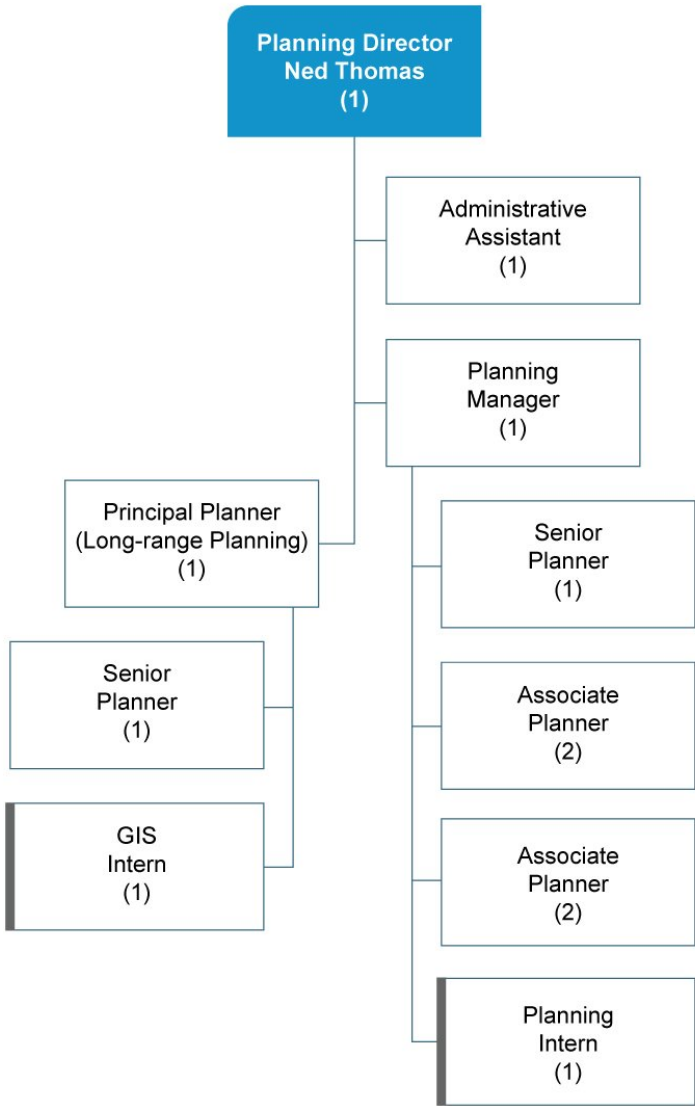 Planning Director
Ned Thomas
(1)
Administrative
Assistant
(1)
Planning
Manager
(1)
Principal Planner
(Long-range Planning)
(1)
Senior
Planner
(1)
GIS
Intern
(1)
Senior
Planner
(1)
Associate
Planner
(2)
Associate
Planner
(2)
Planning
Intern
(1)